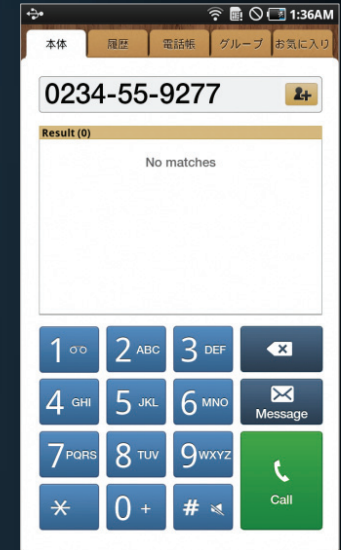 1:36AM
本体 履歴 電話帳 グループ お気に入り
0234-55-9277
Result (0)
No matches
1 2 ABC 3 DEF
4 GHI 5 JKL 6 MNO Message
7 PQRS 8 TUV 9 WXYZ
* 0 + # Call